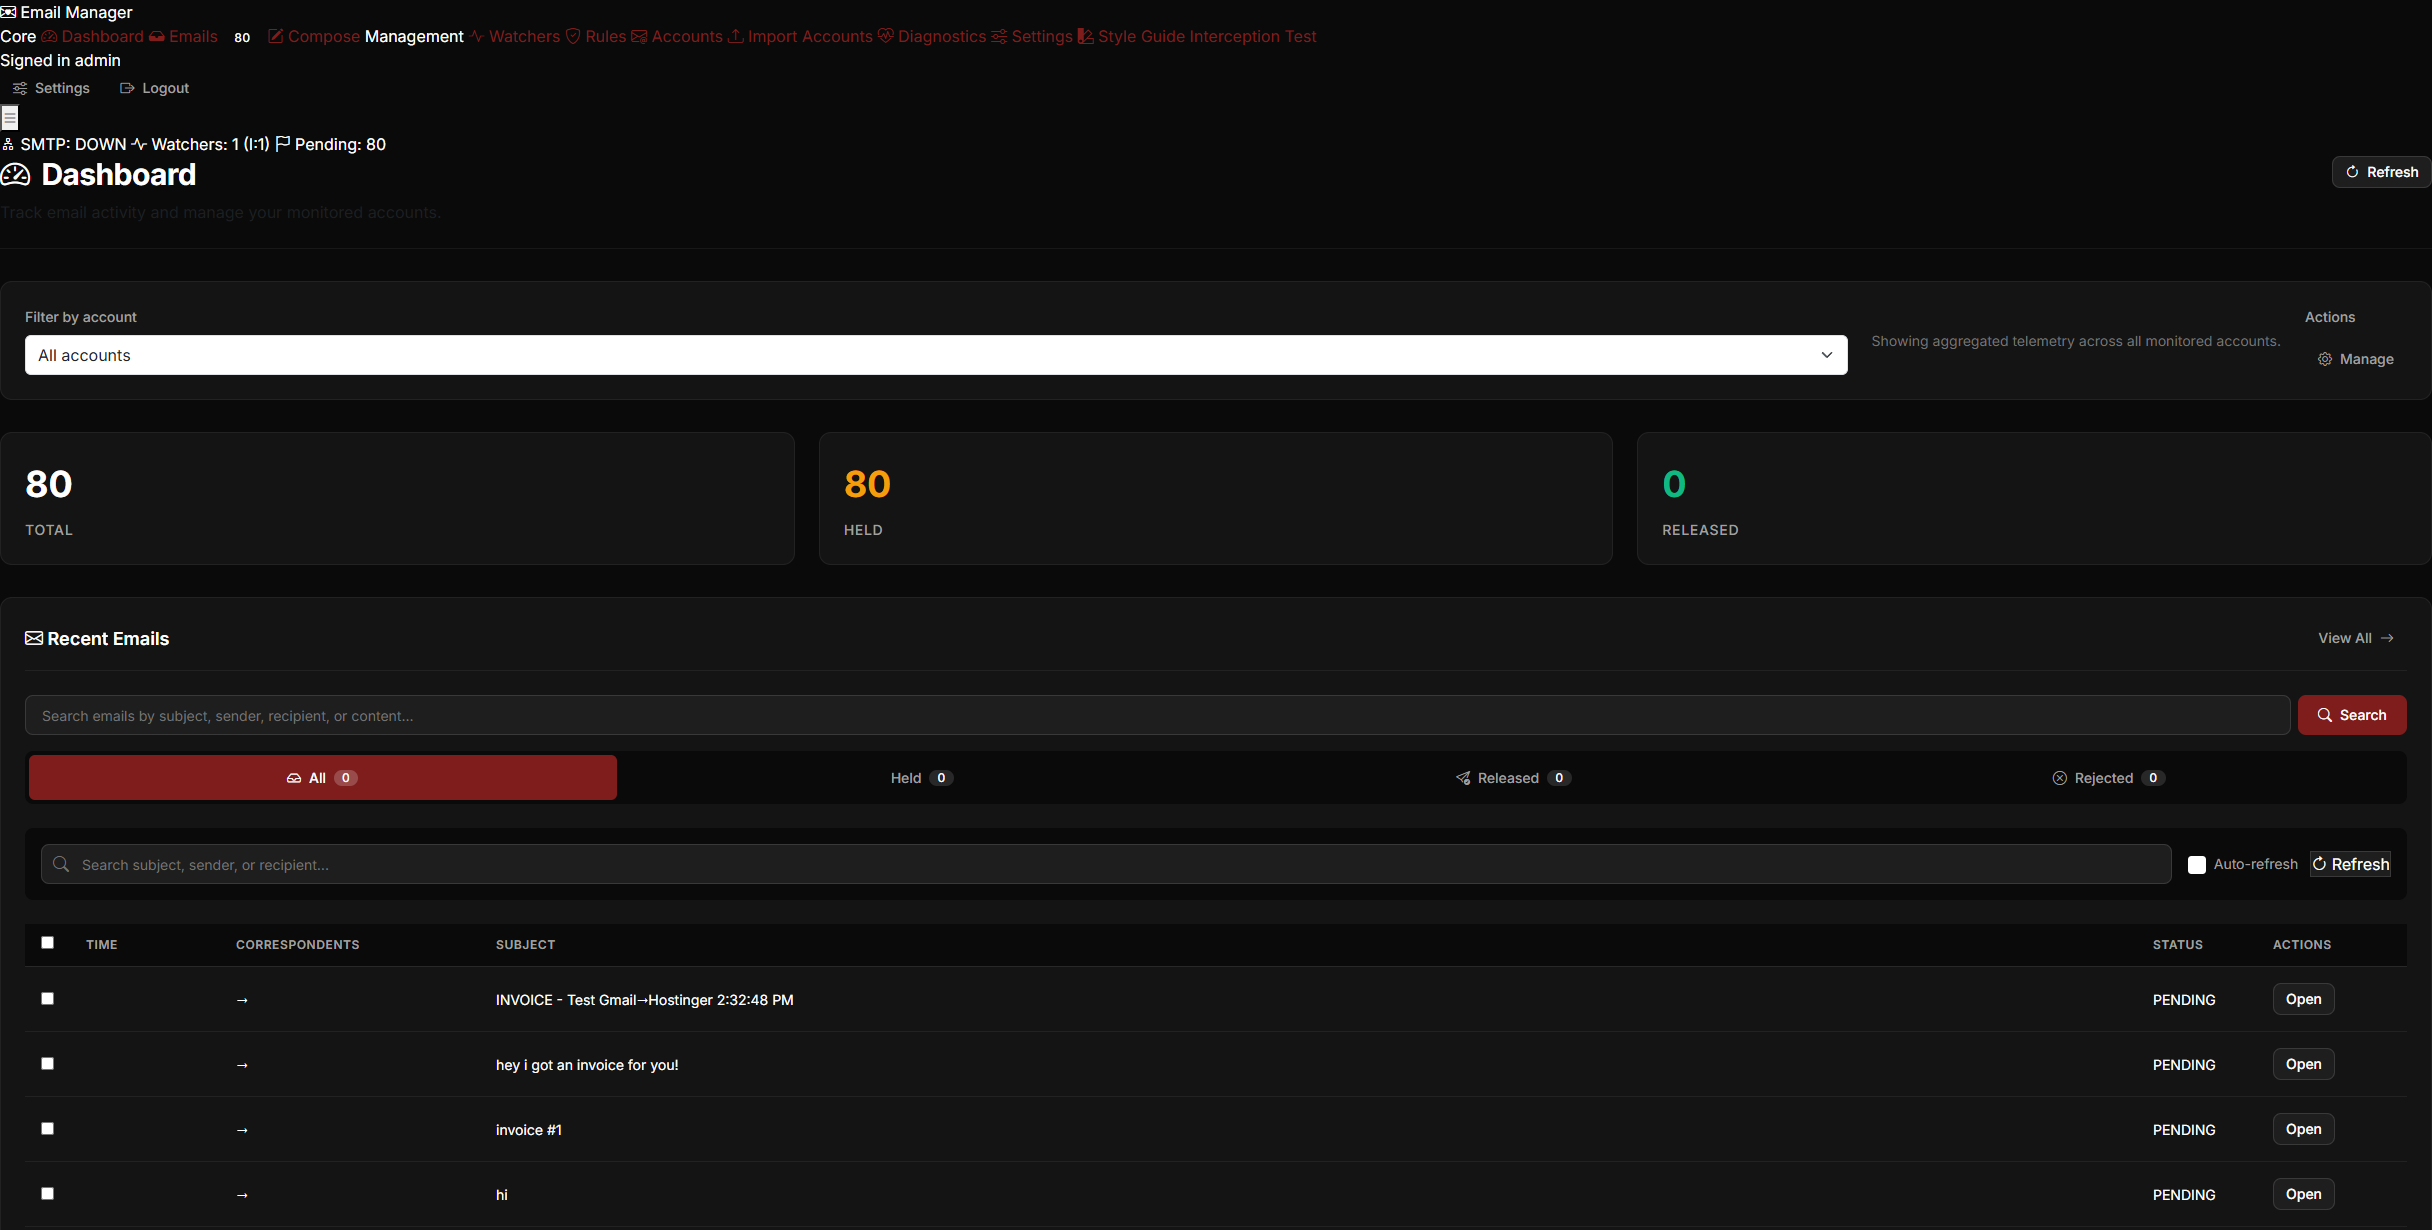 Email Manager
Core Dashboard Emails 80 Compose Management Watchers Rules Accounts Import Accounts Diagnostics Settings Style Guide Interception Test
Signed in admin
Settings Logout
SMTP: DOWN Watchers: 1 (I:1) Pending: 80
Dashboard
Refresh
Track email activity and manage your monitored accounts.
Filter by account
All accounts
Showing aggregated telemetry across all monitored accounts.
Actions
Manage
80
TOTAL
80
HELD
0
RELEASED
Recent Emails
View All →
Search emails by subject, sender, recipient, or content...
Search
All 0 Held 0 Released 0 Rejected 0
Search subject, sender, or recipient...
Auto-refresh Refresh
TIME CORRESPONDENTS SUBJECT STATUS ACTIONS
→ INVOICE - Test Gmail→Hostinger 2:32:48 PM PENDING Open
→ hey i got an invoice for you! PENDING Open
→ invoice #1 PENDING Open
→ hi PENDING Open